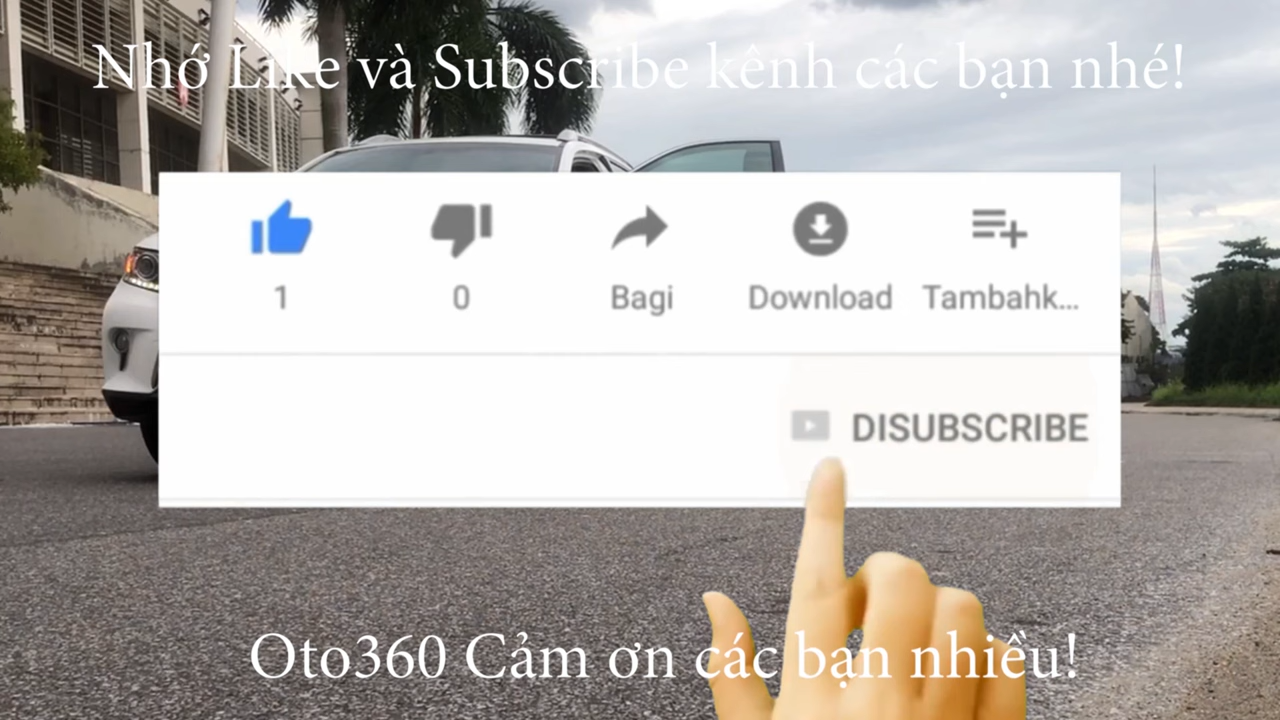 Nhớ Like và Subscribe kênh các bạn nhé!
1 0 Bagi Download Tambahk...
DISUBSCRIBE
Oto360 Cảm ơn các bạn nhiều!